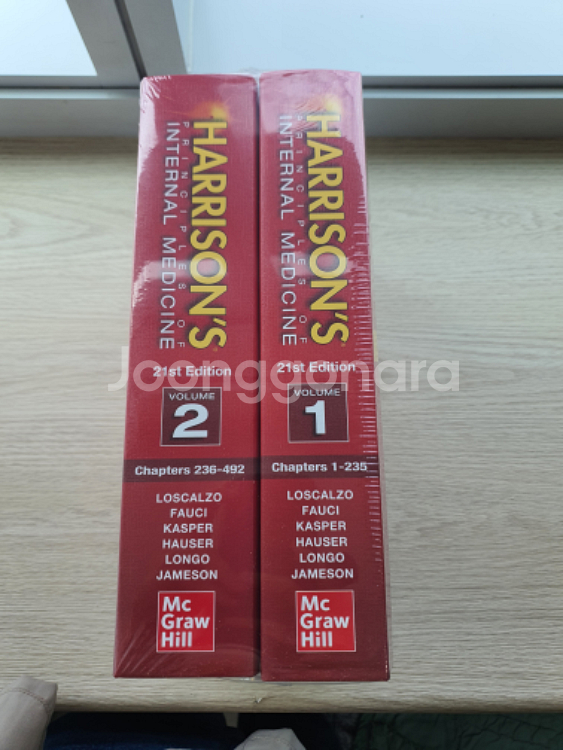 HARRISON'S
PRINCIPLES OF
INTERNAL MEDICINE
21st Edition
VOLUME
2
Chapters 236-492
LOSCALZO
FAUCI
KASPER
HAUSER
LONGO
JAMESON
Mc
Graw
Hill
HARRISON'S
PRINCIPLES OF
INTERNAL MEDICINE
21st Edition
VOLUME
1
Chapters 1-235
LOSCALZO
FAUCI
KASPER
HAUSER
LONGO
JAMESON
Mc
Graw
Hill
Joonggonara